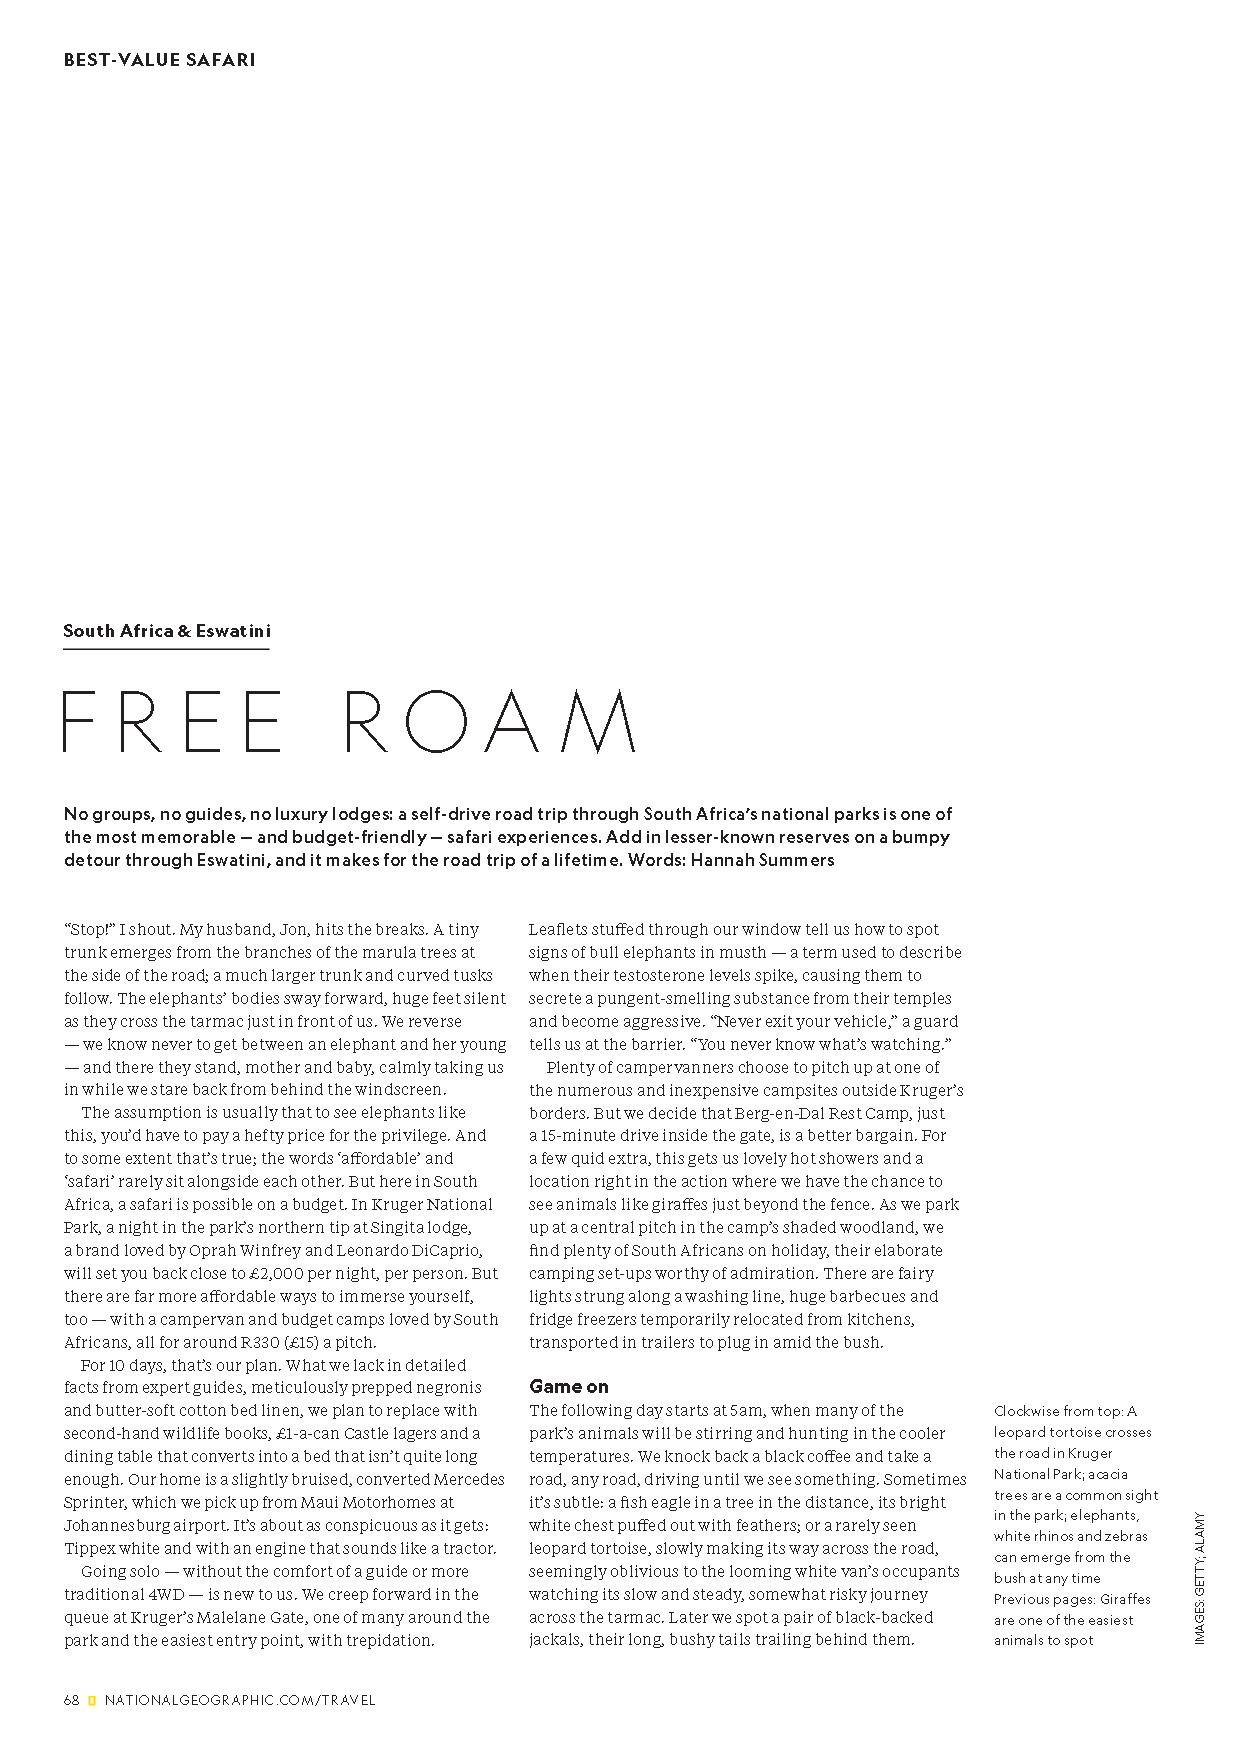 BEST-VALUE SAFARI
South Africa & Eswatini
FREE ROAM
No groups, no guides, no luxury lodges: a self-drive road trip through South Africa's national parks is one of
the most memorable — and budget-friendly — safari experiences. Add in lesser-known reserves on a bumpy
detour through Eswatini, and it makes for the road trip of a lifetime. Words: Hannah Summers
“Stop!” I shout. My husband, Jon, hits the breaks. A tiny
trunk emerges from the branches of the marula trees at
the side of the road; a much larger trunk and curved tusks
follow. The elephants’ bodies sway forward, huge feet silent
as they cross the tarmac just in front of us. We reverse
— we know never to get between an elephant and her young
— and there they stand, mother and baby, calmly taking us
in while we stare back from behind the windscreen.
The assumption is usually that to see elephants like
this, you’d have to pay a hefty price for the privilege. And
to some extent that’s true; the words ‘affordable’ and
‘safari’ rarely sit alongside each other. But here in South
Africa, a safari is possible on a budget. In Kruger National
Park, a night in the park’s northern tip at Singita lodge,
a brand loved by Oprah Winfrey and Leonardo DiCaprio,
will set you back close to £2,000 per night, per person. But
there are far more affordable ways to immerse yourself,
too — with a campervan and budget camps loved by South
Africans, all for around R330 (£15) a pitch.
For 10 days, that’s our plan. What we lack in detailed
facts from expert guides, meticulously prepped negronis
and butter-soft cotton bed linen, we plan to replace with
second-hand wildlife books, £1-a-can Castle lagers and a
dining table that converts into a bed that isn’t quite long
enough. Our home is a slightly bruised, converted Mercedes
Sprinter, which we pick up from Maui Motorhomes at
Johannesburg airport. It’s about as conspicuous as it gets:
Tippex white and with an engine that sounds like a tractor.
Going solo — without the comfort of a guide or more
traditional 4WD — is new to us. We creep forward in the
queue at Kruger’s Malelane Gate, one of many around the
park and the easiest entry point, with trepidation.
Leaflets stuffed through our window tell us how to spot
signs of bull elephants in musth — a term used to describe
when their testosterone levels spike, causing them to
secrete a pungent-smelling substance from their temples
and become aggressive. “Never exit your vehicle,” a guard
tells us at the barrier. “You never know what’s watching.”
Plenty of campervanners choose to pitch up at one of
the numerous and inexpensive campsites outside Kruger’s
borders. But we decide that Berg-en-Dal Rest Camp, just
a 15-minute drive inside the gate, is a better bargain. For
a few quid extra, this gets us lovely hot showers and a
location right in the action where we have the chance to
see animals like giraffes just beyond the fence. As we park
up at a central pitch in the camp’s shaded woodland, we
find plenty of South Africans on holiday, their elaborate
camping set-ups worthy of admiration. There are fairy
lights strung along a washing line, huge barbecues and
fridge freezers temporarily relocated from kitchens,
transported in trailers to plug in amid the bush.
Game on
The following day starts at 5am, when many of the
park’s animals will be stirring and hunting in the cooler
temperatures. We knock back a black coffee and take a
road, any road, driving until we see something. Sometimes
it’s subtle: a fish eagle in a tree in the distance, its bright
white chest puffed out with feathers; or a rarely seen
leopard tortoise, slowly making its way across the road,
seemingly oblivious to the looming white van’s occupants
watching its slow and steady, somewhat risky journey
across the tarmac. Later we spot a pair of black-backed
jackals, their long, bushy tails trailing behind them.
Clockwise from top: A
leopard tortoise crosses
the road in Kruger
National Park; acacia
trees are a common sight
in the park; elephants,
white rhinos and zebras
can emerge from the
bush at any time
Previous pages: Giraffes
are one of the easiest
animals to spot
IMAGES: GETTY; ALAMY
68 NATIONALGEOGRAPHIC.COM/TRAVEL